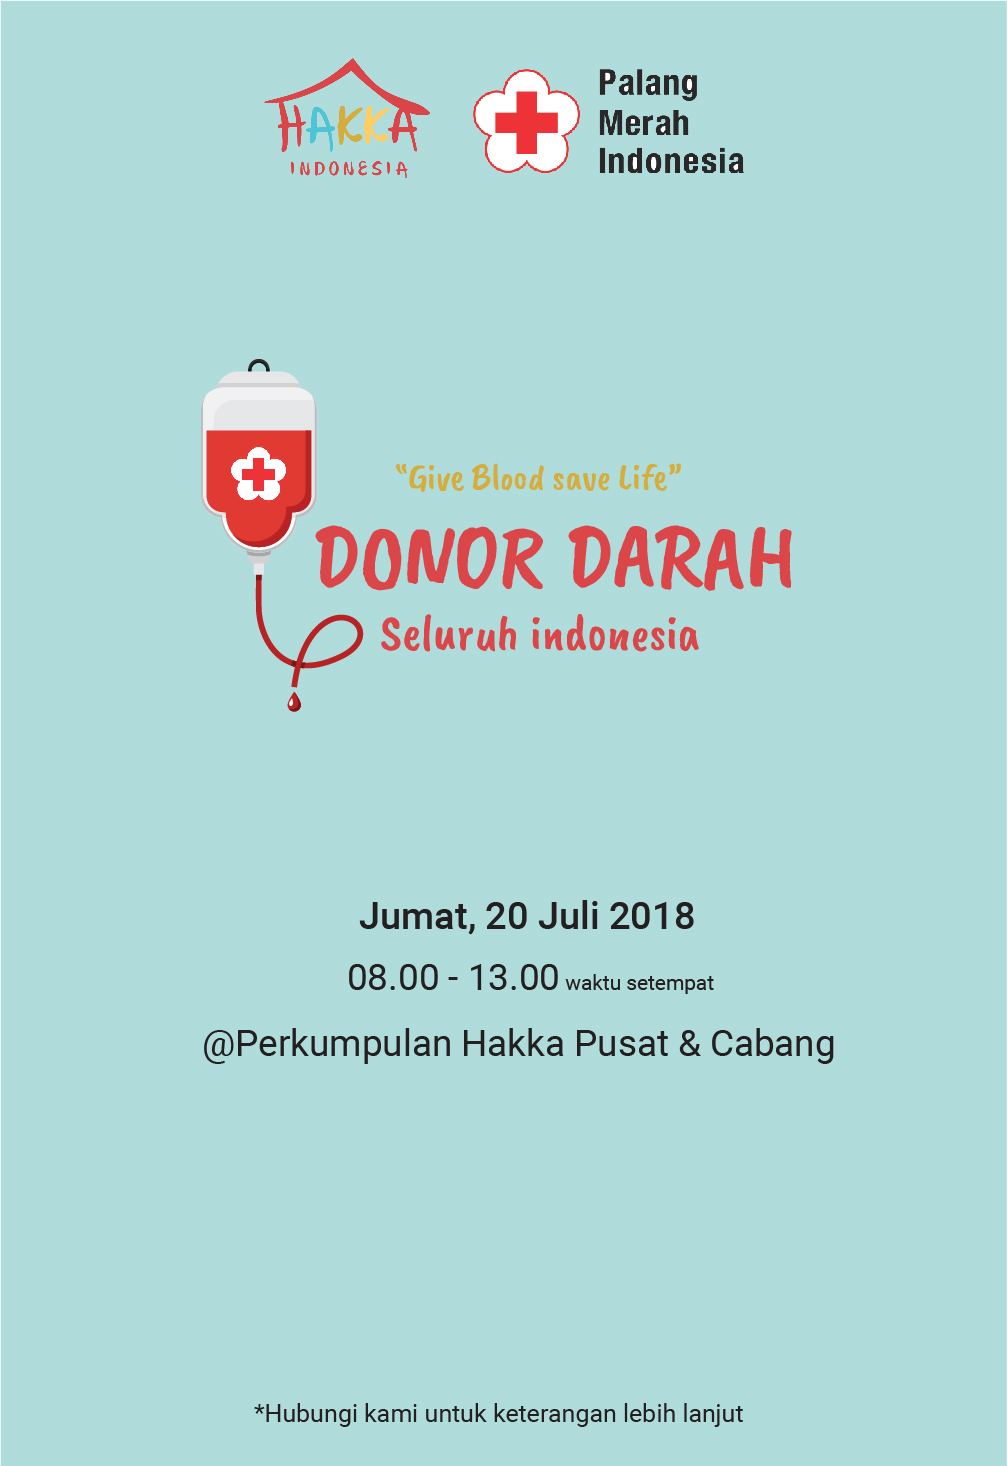 HAKKA
INDONESIA
Palang
Merah
Indonesia
“Give Blood save Life”
DONOR DARAH
Seluruh indonesia
Jumat, 20 Juli 2018
08.00 - 13.00 waktu setempat
@Perkumpulan Hakka Pusat & Cabang
*Hubungi kami untuk keterangan lebih lanjut